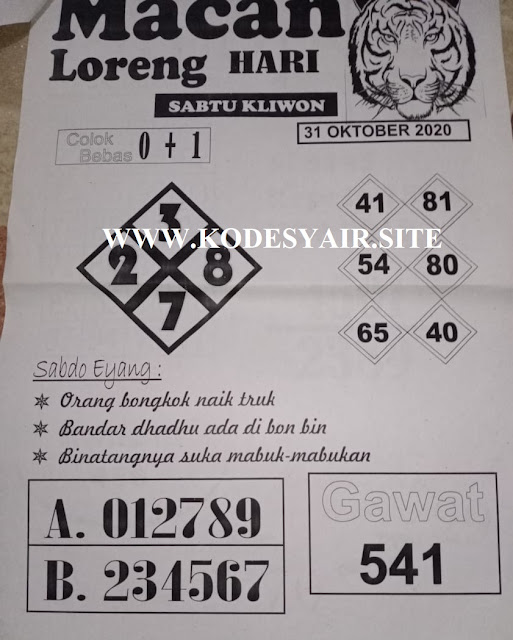 Macan
Loreng HARI
SABTU KLIWON
31 OKTOBER 2020
Colok
Bebas 0 + 1
3
2 8
7
41 81
WWW.KODESYAIR.SITE
54 80
65 40
Sabdo Eyang :
Orang bongkok naik truk
Bandar dhadhu ada di bon bin
Binatangnya suka mabuk-mabukan
A. 012789
B. 234567
Gawat
541